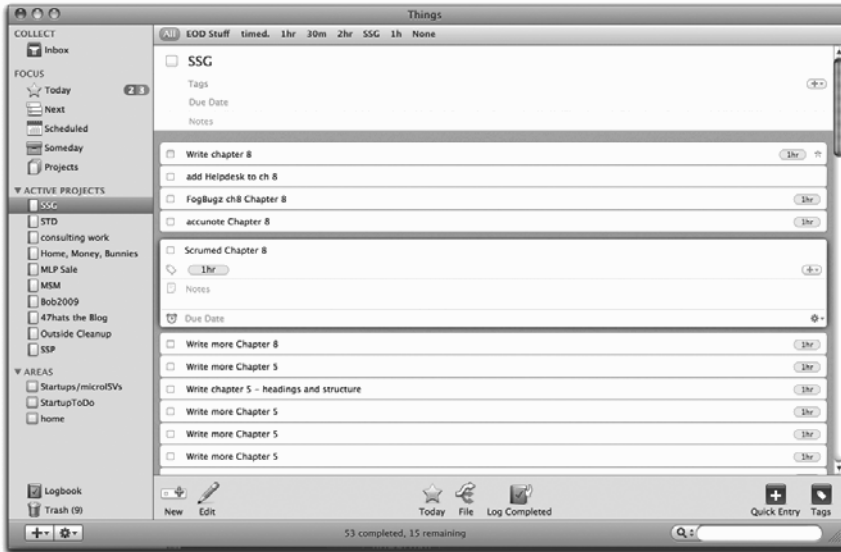 Things
COLLECT
Inbox
FOCUS
Today 2 3
Next
Scheduled
Someday
Projects
ACTIVE PROJECTS
SSG
STD
consulting work
Home, Money, Bunnies
MLP Sale
MSM
Bob2009
47hats the Blog
Outside Cleanup
SSP
AREAS
Startups/microISVs
StartupToDo
home
Logbook
Trash (9)
All EOD Stuff timed. 1hr 30m 2hr SSG 1h None
SSG
Tags
Due Date
Notes
Write chapter 8 1hr
add Helpdesk to ch 8
FogBugz ch8 Chapter 8 1hr
accunote Chapter 8 1hr
Scrumed Chapter 8
1hr
Notes
Due Date
Write more Chapter 8 1hr
Write more Chapter 5 1hr
Write chapter 5 - headings and structure 1hr
Write more Chapter 5 1hr
Write more Chapter 5 1hr
Write more Chapter 5 1hr
New Edit Today File Log Completed Quick Entry Tags
53 completed, 15 remaining